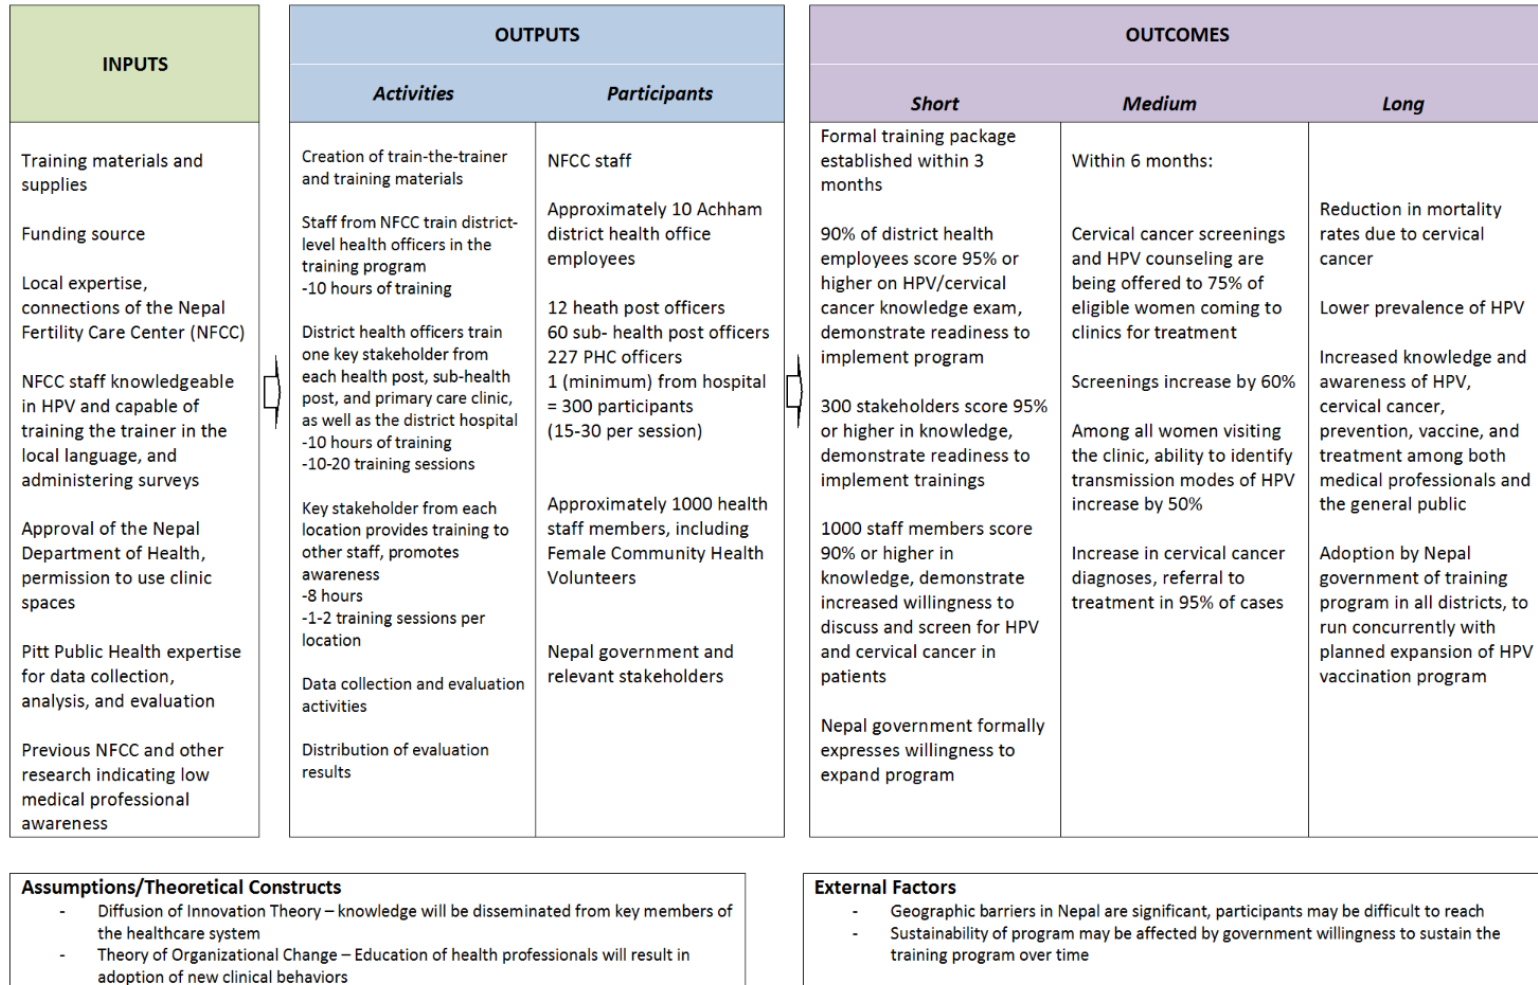 INPUTS
Training materials and
supplies
Funding source
Local expertise,
connections of the Nepal
Fertility Care Center (NFCC)
NFCC staff knowledgeable
in HPV and capable of
training the trainer in the
local language, and
administering surveys
Approval of the Nepal
Department of Health,
permission to use clinic
spaces
Pitt Public Health expertise
for data collection,
analysis, and evaluation
Previous NFCC and other
research indicating low
medical professional
awareness
OUTPUTS
Activities
Creation of train-the-trainer
and training materials
Staff from NFCC train district-
level health officers in the
training program
-10 hours of training
District health officers train
one key stakeholder from
each health post, sub-health
post, and primary care clinic,
as well as the district hospital
-10 hours of training
-10-20 training sessions
Key stakeholder from each
location provides training to
other staff, promotes
awareness
-8 hours
-1-2 training sessions per
location
Data collection and evaluation
activities
Distribution of evaluation
results
Participants
NFCC staff
Approximately 10 Achham
district health office
employees
12 heath post officers
60 sub- health post officers
227 PHC officers
1 (minimum) from hospital
= 300 participants
(15-30 per session)
Approximately 1000 health
staff members, including
Female Community Health
Volunteers
Nepal government and
relevant stakeholders
OUTCOMES
Short
Formal training package
established within 3
months
90% of district health
employees score 95% or
higher on HPV/cervical
cancer knowledge exam,
demonstrate readiness to
implement program
300 stakeholders score 95%
or higher in knowledge,
demonstrate readiness to
implement trainings
1000 staff members score
90% or higher in
knowledge, demonstrate
increased willingness to
discuss and screen for HPV
and cervical cancer in
patients
Nepal government formally
expresses willingness to
expand program
Medium
Within 6 months:
Cervical cancer screenings
and HPV counseling are
being offered to 75% of
eligible women coming to
clinics for treatment
Screenings increase by 60%
Among all women visiting
the clinic, ability to identify
transmission modes of HPV
increase by 50%
Increase in cervical cancer
diagnoses, referral to
treatment in 95% of cases
Long
Reduction in mortality
rates due to cervical
cancer
Lower prevalence of HPV
Increased knowledge and
awareness of HPV,
cervical cancer,
prevention, vaccine, and
treatment among both
medical professionals and
the general public
Adoption by Nepal
government of training
program in all districts, to
run concurrently with
planned expansion of HPV
vaccination program
Assumptions/Theoretical Constructs
- Diffusion of Innovation Theory – knowledge will be disseminated from key members of
the healthcare system
- Theory of Organizational Change – Education of health professionals will result in
adoption of new clinical behaviors
External Factors
- Geographic barriers in Nepal are significant, participants may be difficult to reach
- Sustainability of program may be affected by government willingness to sustain the
training program over time